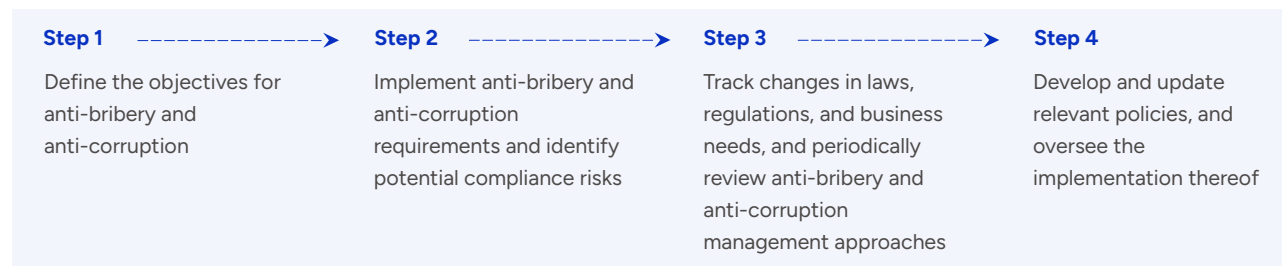 Step 1
Define the objectives for
anti-bribery and
anti-corruption
Step 2
Implement anti-bribery and
anti-corruption
requirements and identify
potential compliance risks
Step 3
Track changes in laws,
regulations, and business
needs, and periodically
review anti-bribery and
anti-corruption
management approaches
Step 4
Develop and update
relevant policies, and
oversee the
implementation thereof